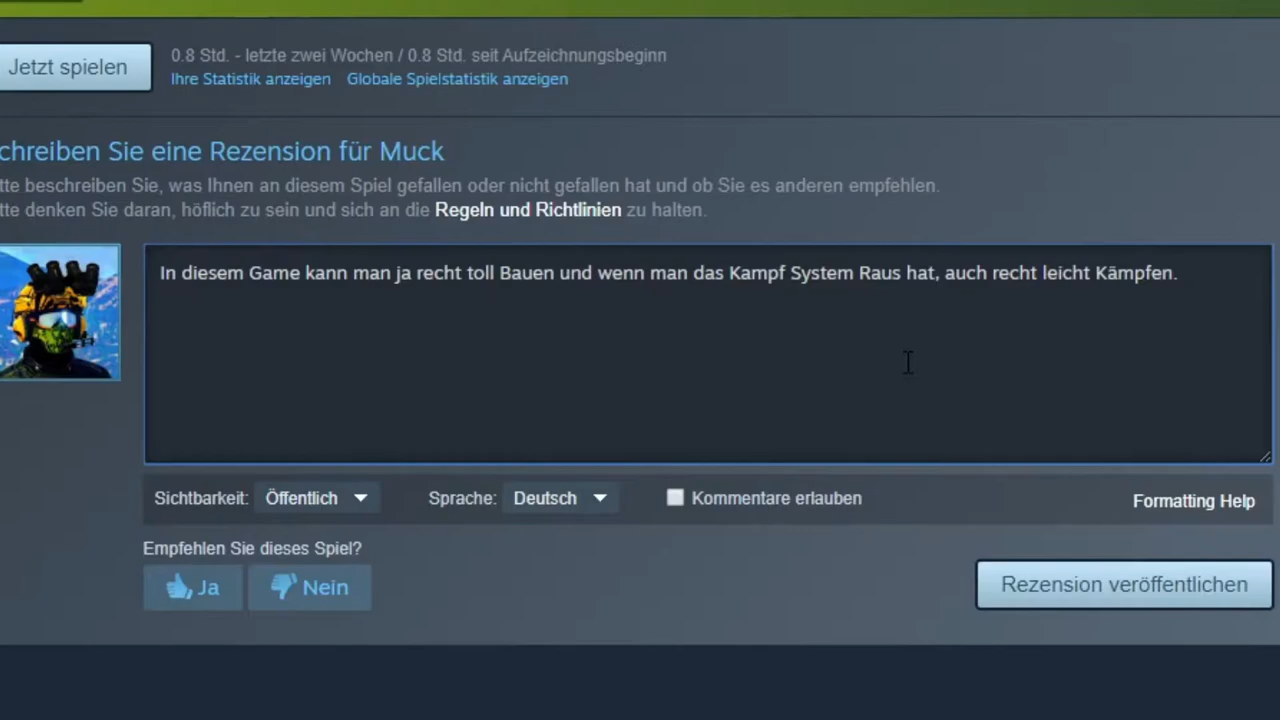 Jetzt spielen
0.8 Std. - letzte zwei Wochen / 0.8 Std. seit Aufzeichnungsbeginn
Ihre Statistik anzeigen Globale Spielstatistik anzeigen
chreiben Sie eine Rezension für Muck
tte beschreiben Sie, was Ihnen an diesem Spiel gefallen oder nicht gefallen hat und ob Sie es anderen empfehlen.
tte denken Sie daran, höflich zu sein und sich an die Regeln und Richtlinien zu halten.
In diesem Game kann man ja recht toll Bauen und wenn man das Kampf System Raus hat, auch recht leicht Kämpfen.
Sichtbarkeit: Öffentlich Sprache: Deutsch Kommentare erlauben Formatting Help
Empfehlen Sie dieses Spiel?
Ja Nein Rezension veröffentlichen